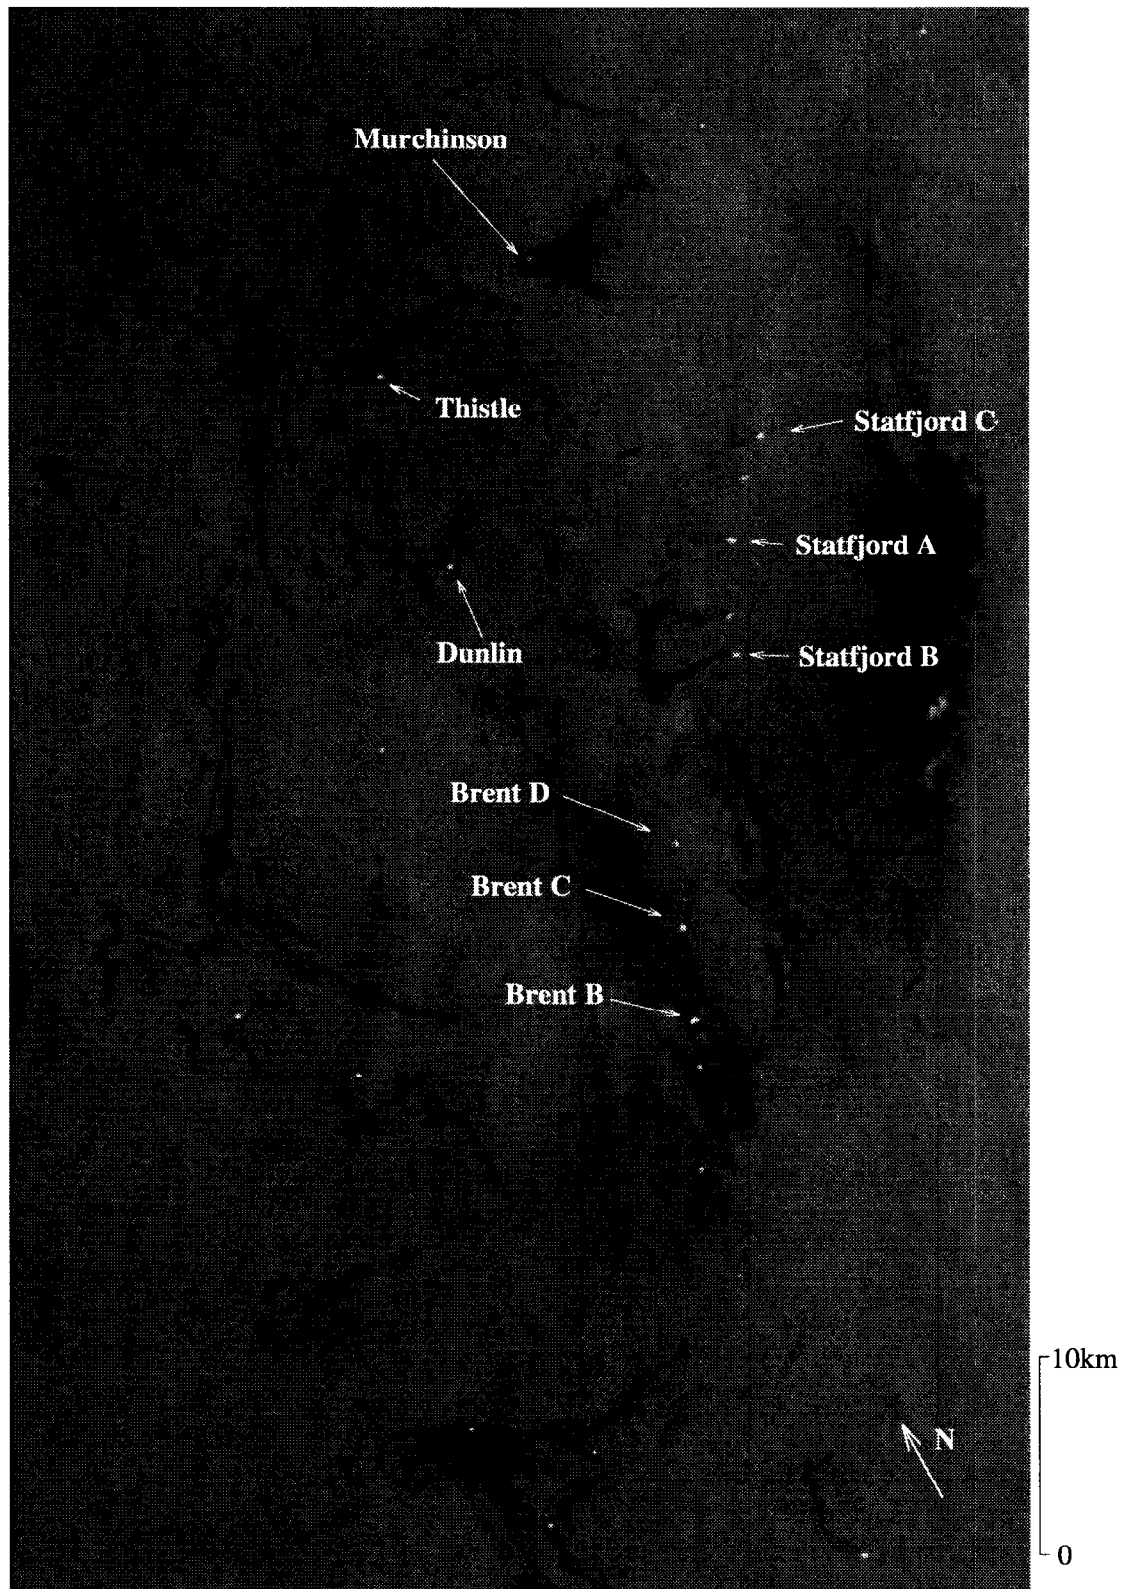 Murchinson
Thistle
Statfjord C
Statfjord A
Dunlin
Statfjord B
Brent D
Brent C
Brent B
10km
N
0